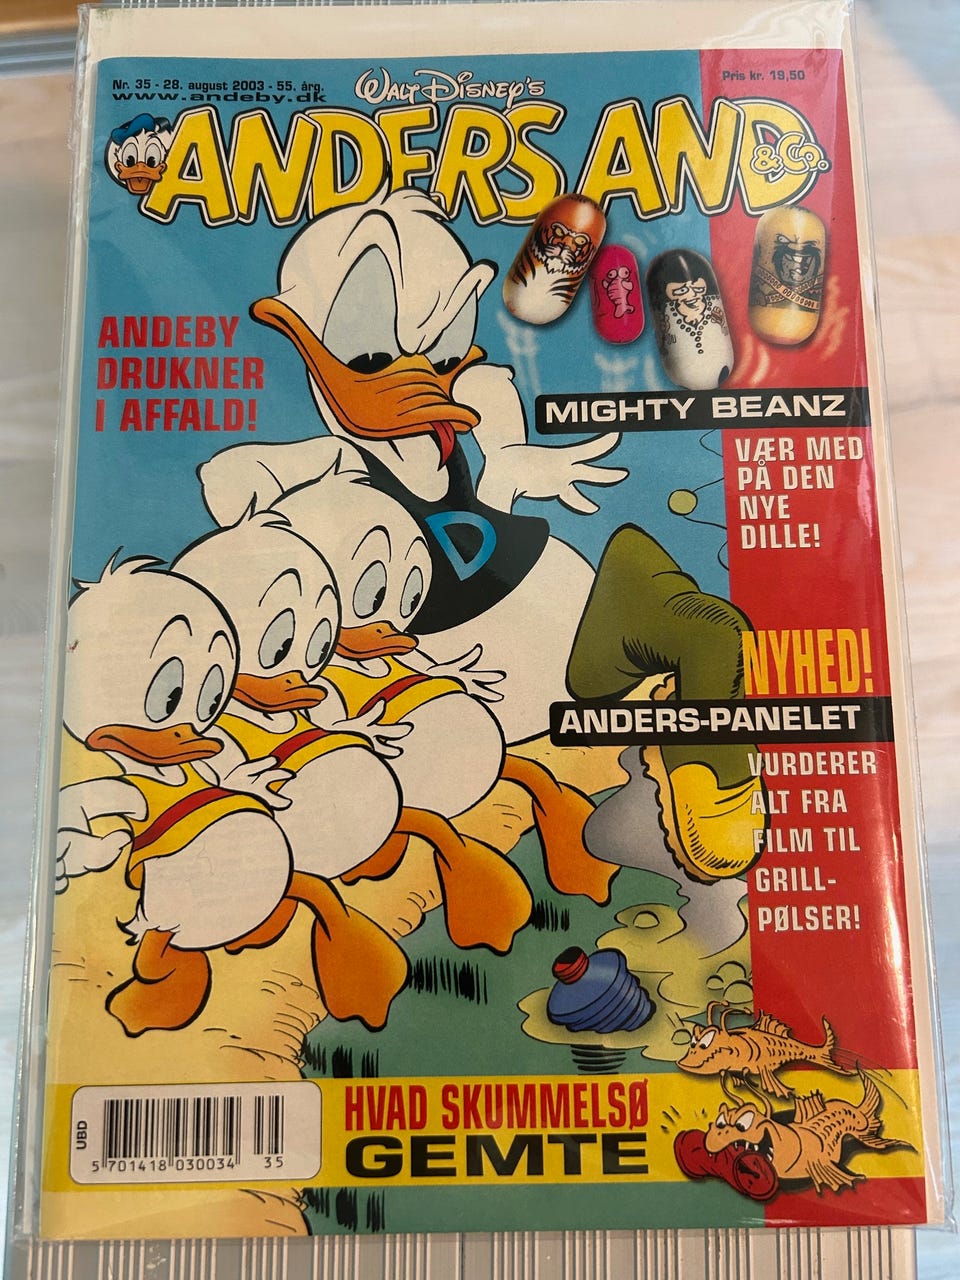 Nr. 35 - 28. august 2003 - 55. årg.
www.andeby.dk
WALT DISNEY'S
Pris kr. 19,50
ANDERS AND
& Co.
ANDEBY
DRUKNER
I AFFALD!
MIGHTY BEANZ
VÆR MED
PÅ DEN
NYE
DILLE!
D
NYHED!
ANDERS-PANELET
VURDERER
ALT FRA
FILM TIL
GRILL-
PØLSER!
HVAD SKUMMELSØ
GEMTE
UBD
5 701418 030034 35